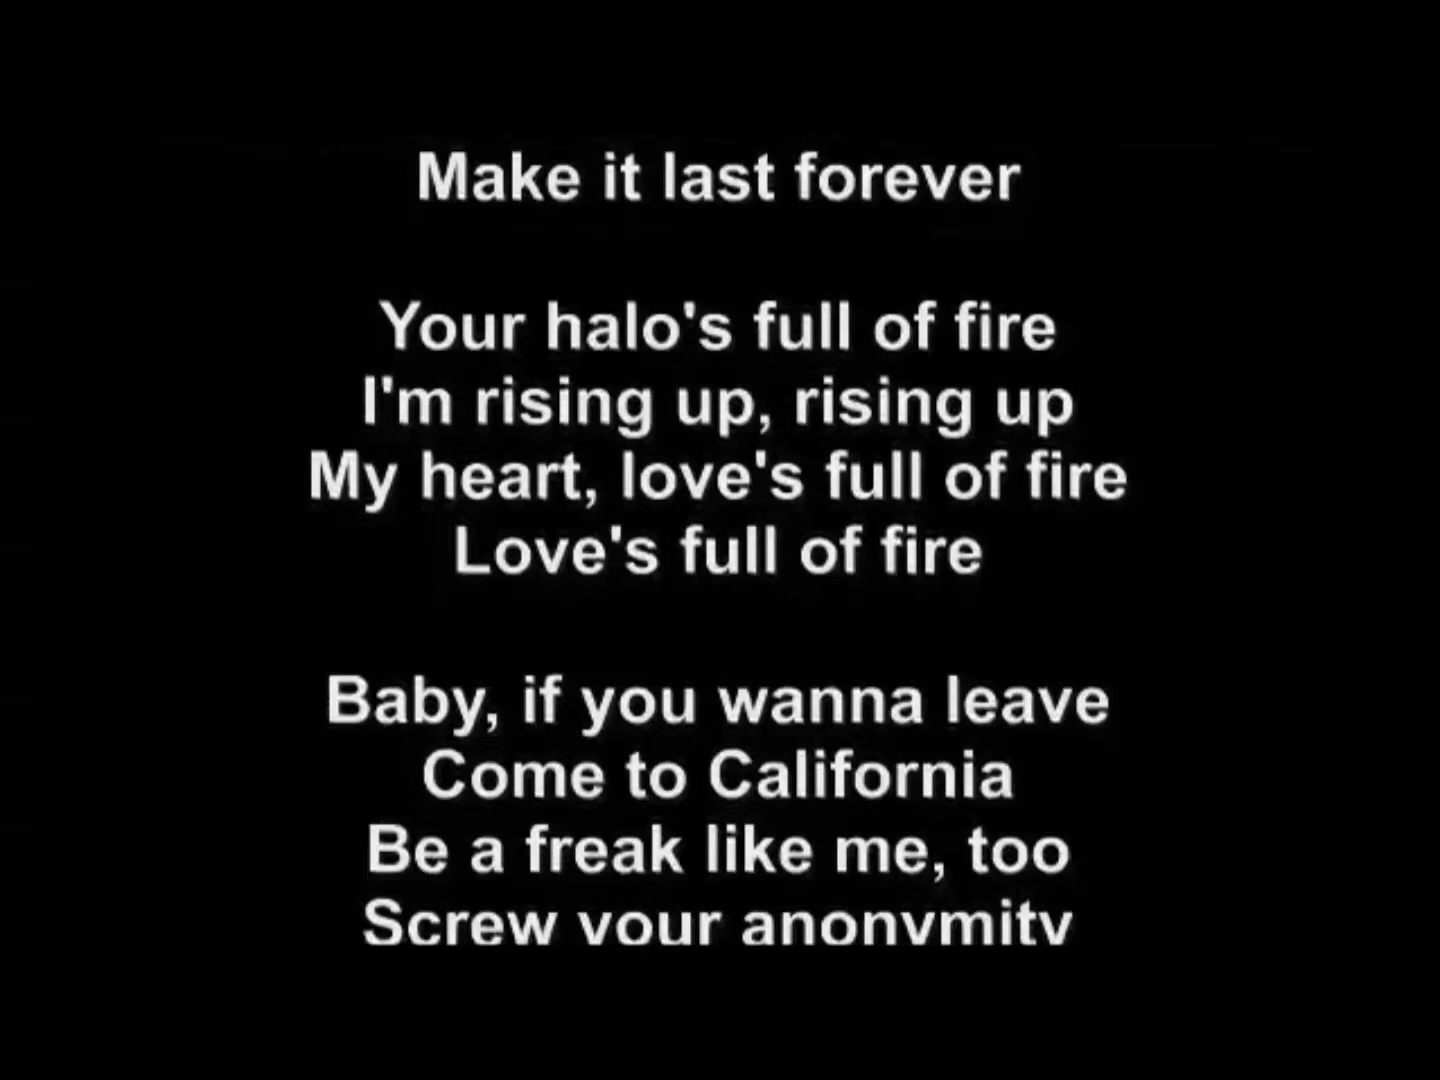 Make it last forever
Your halo's full of fire
I'm rising up, rising up
My heart, love's full of fire
Love's full of fire
Baby, if you wanna leave
Come to California
Be a freak like me, too
Screw your anonymity